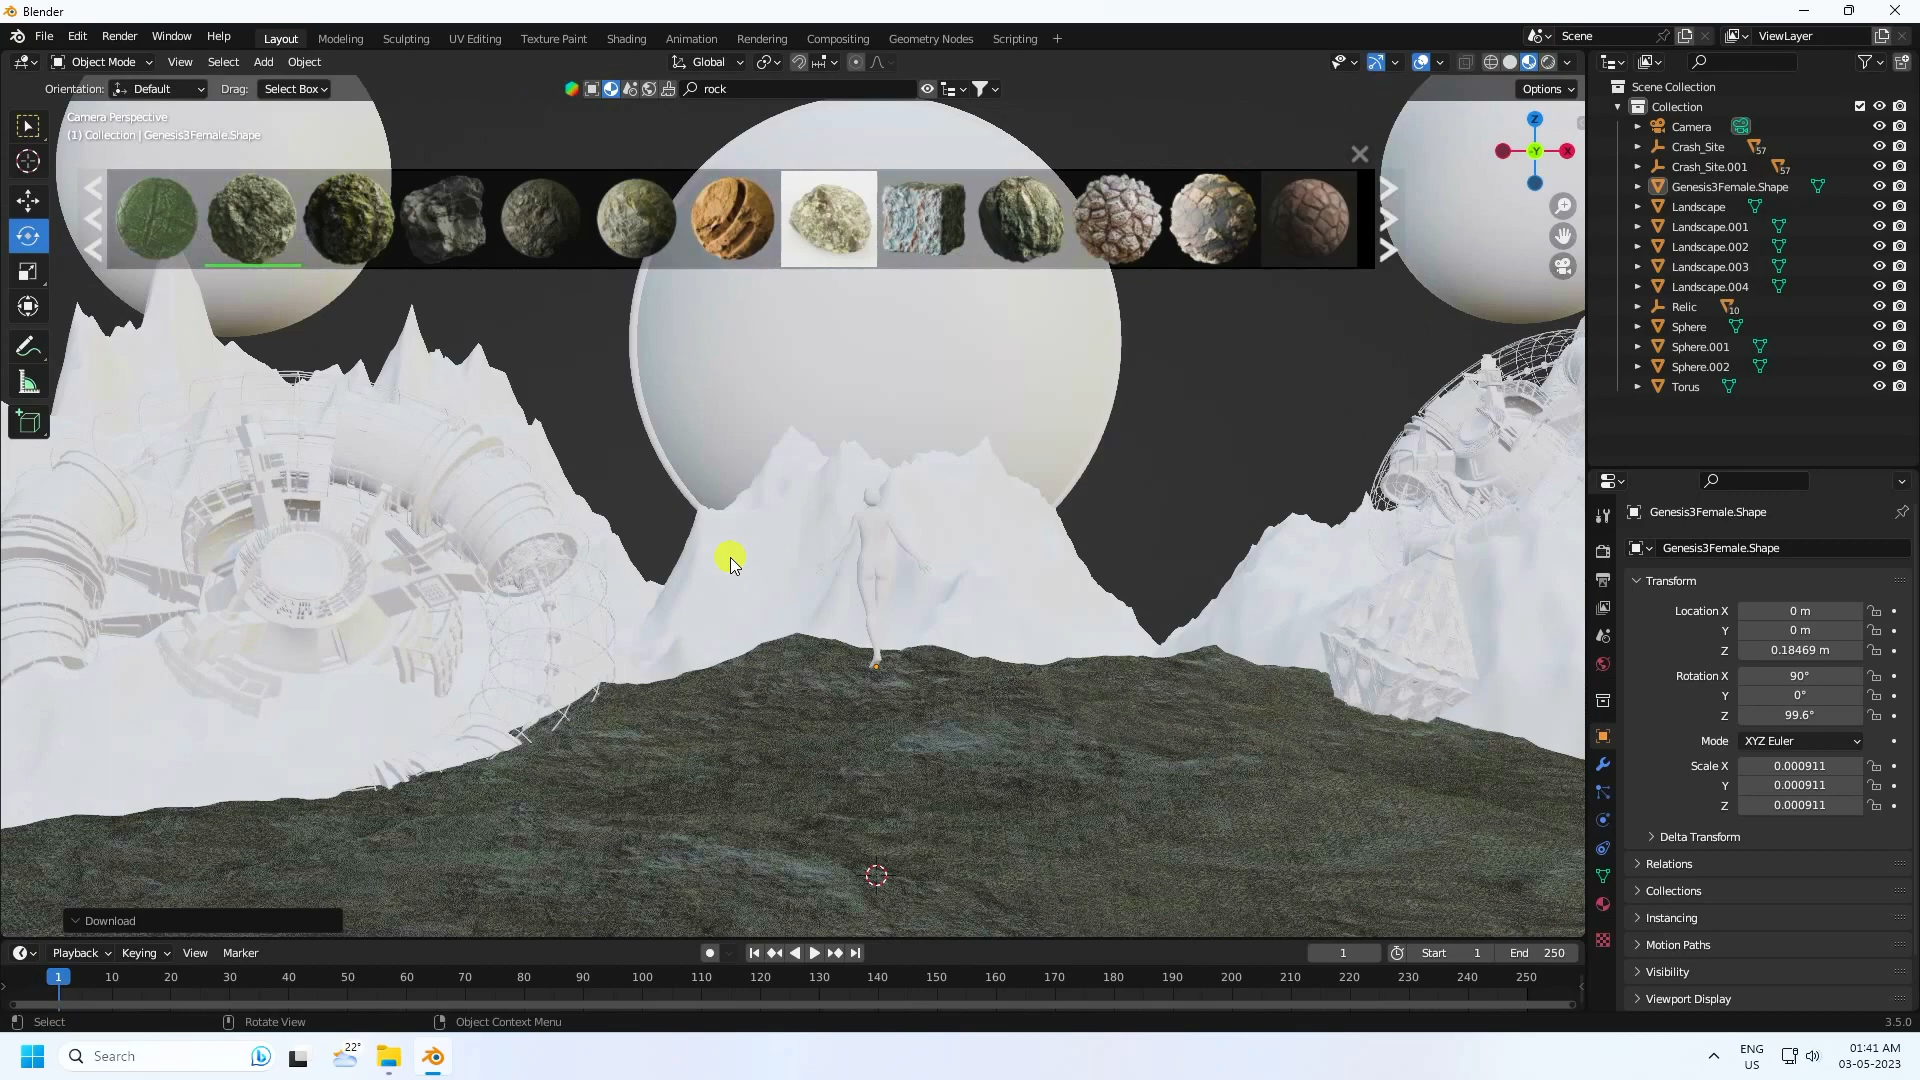 Blender
File Edit Render Window Help Layout Modeling Sculpting UV Editing Texture Paint Shading Animation Rendering Compositing Geometry Nodes Scripting + Scene ViewLayer
Object Mode View Select Add Object Global
Orientation: Default Drag: Select Box rock Options
Camera Perspective
(1) Collection | Genesis3Female.Shape
Z
-Y
X
Scene Collection
Collection
Camera
Crash_Site 57
Crash_Site.001 57
Genesis3Female.Shape
Landscape
Landscape.001
Landscape.002
Landscape.003
Landscape.004
Relic 10
Sphere
Sphere.001
Sphere.002
Torus
Genesis3Female.Shape
Genesis3Female.Shape
Transform
Location X 0 m
Y 0 m
Z 0.18469 m
Rotation X 90°
Y 0°
Z 99.6°
Mode XYZ Euler
Scale X 0.000911
Y 0.000911
Z 0.000911
Delta Transform
Relations
Collections
Instancing
Motion Paths
Visibility
Viewport Display
Download
Playback Keying View Marker 1 Start 1 End 250
1 10 20 30 40 50 60 70 80 90 100 110 120 130 140 150 160 170 180 190 200 210 220 230 240 250
Select Rotate View Object Context Menu 3.5.0
Search 22° ENG US 01:41 AM 03-05-2023